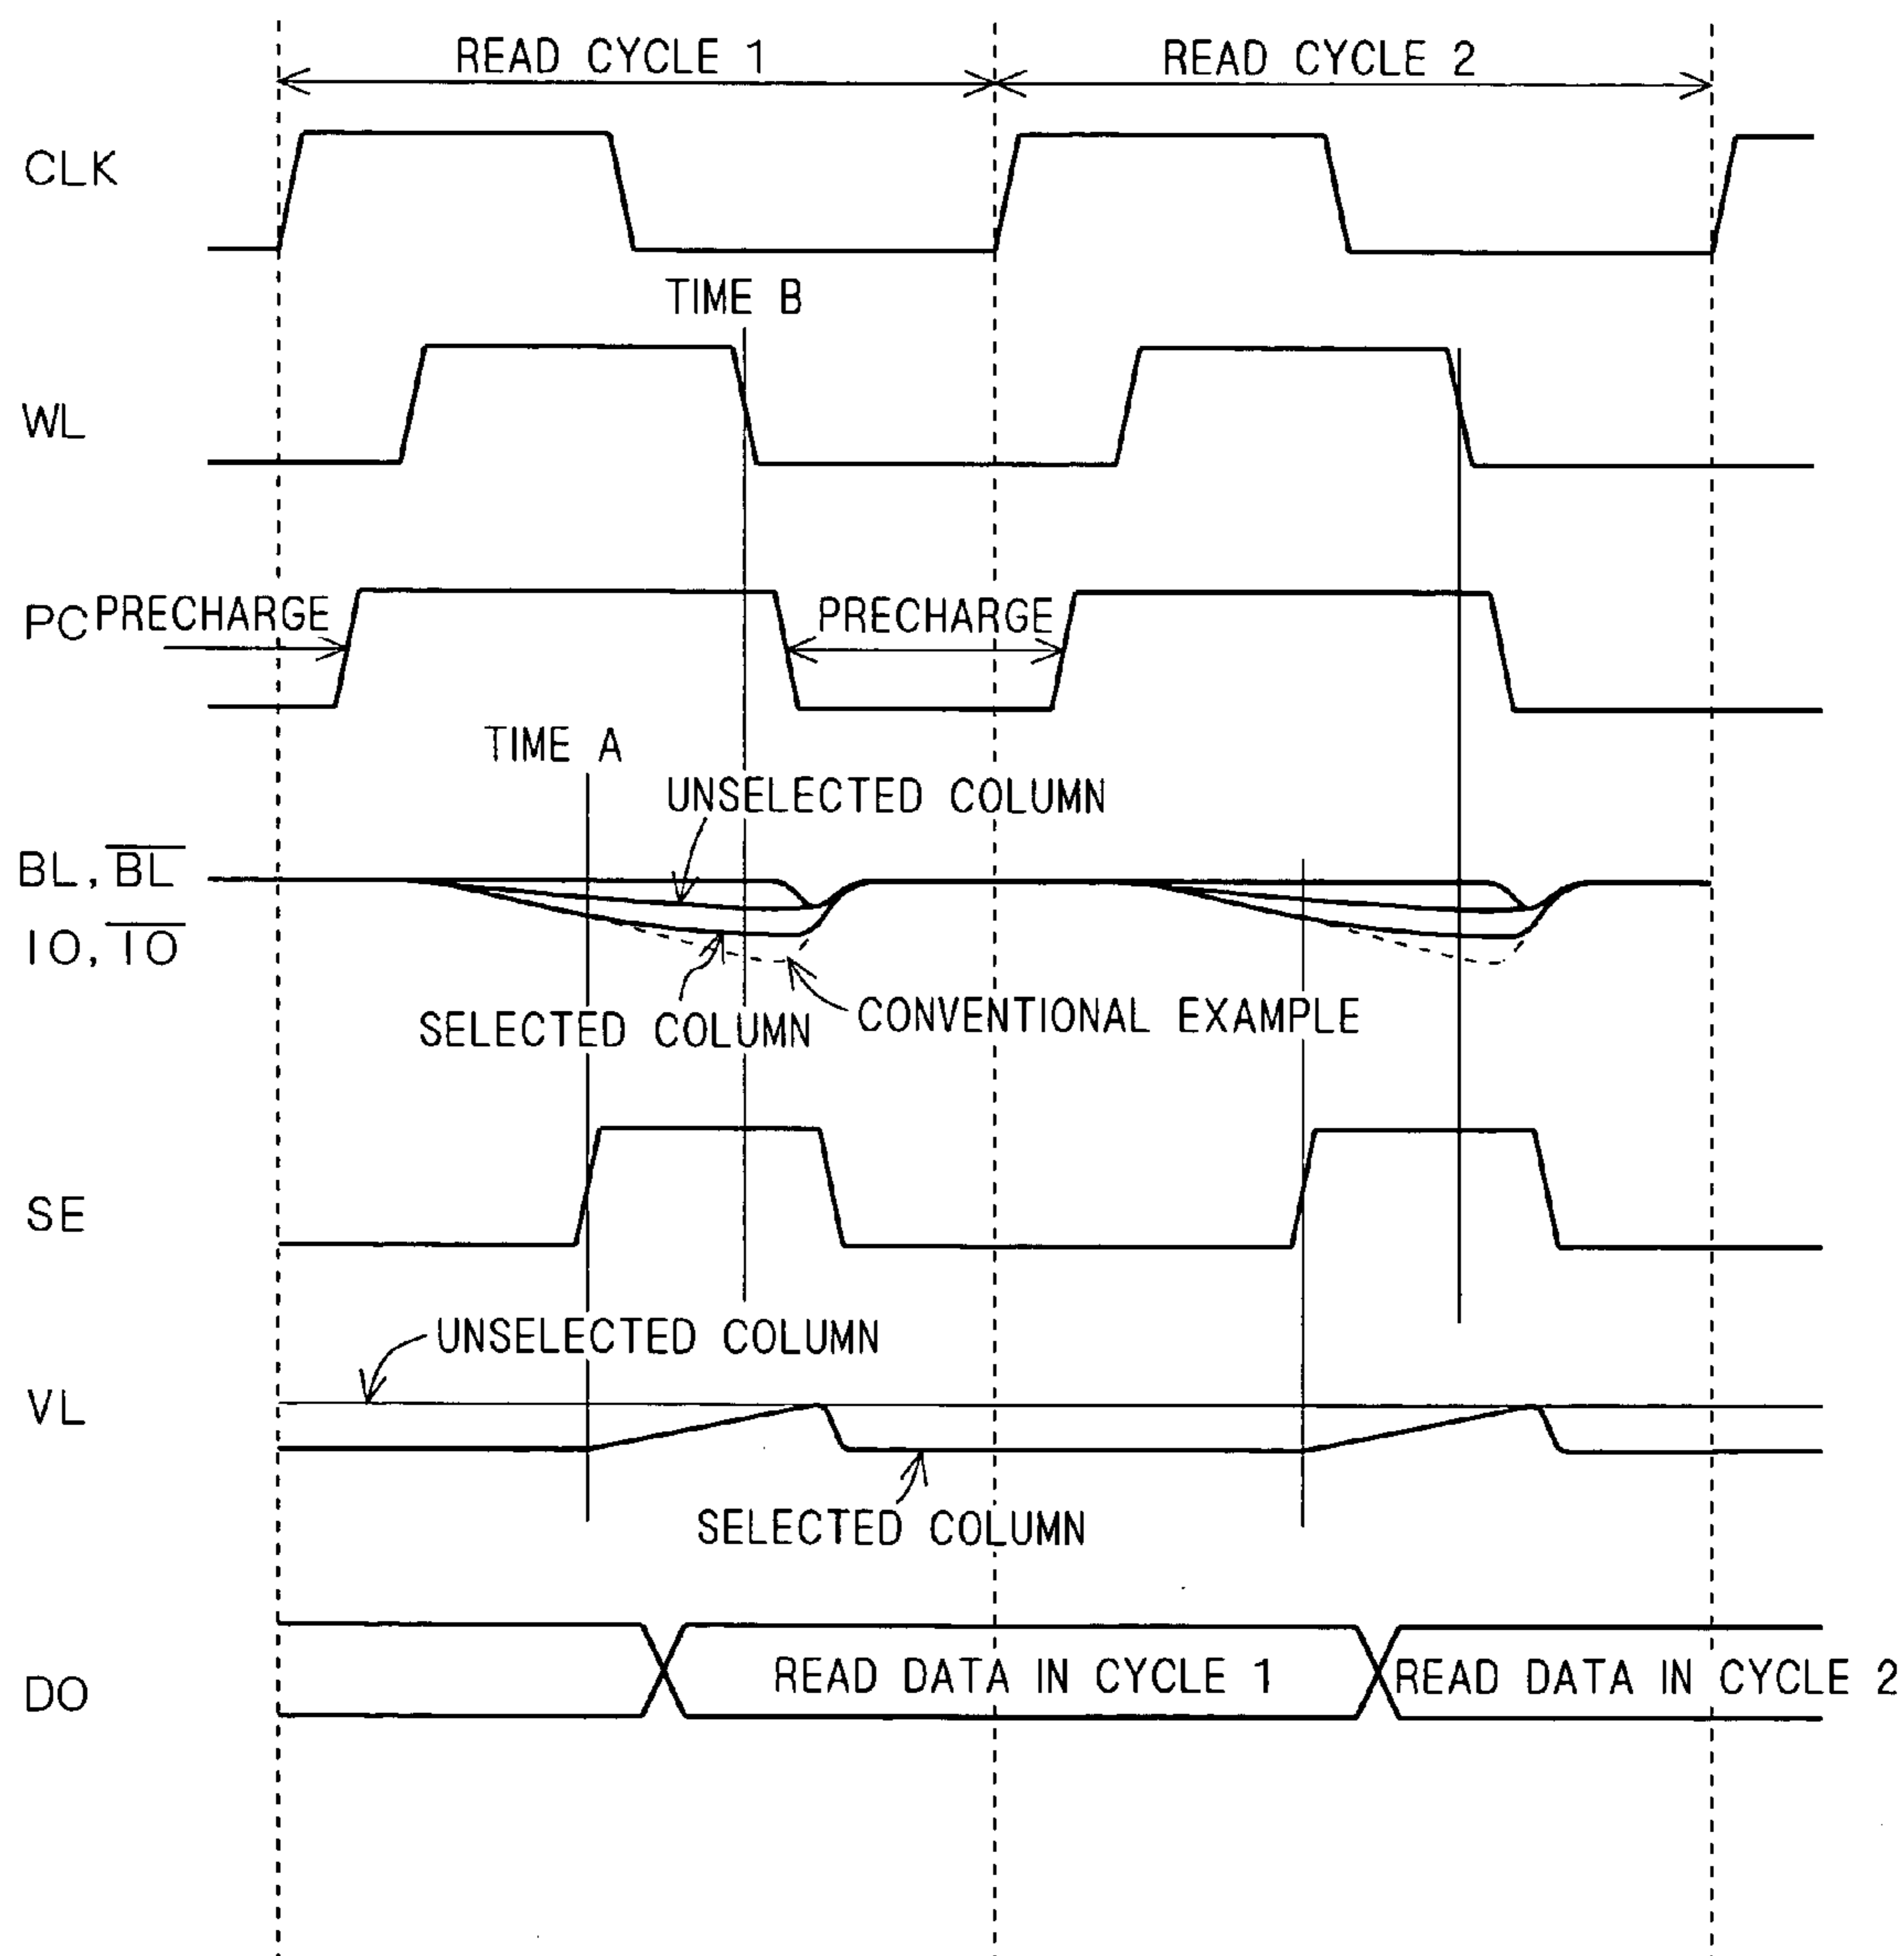 READ CYCLE 1
READ CYCLE 2
CLK
TIME B
WL
PC
PRECHARGE
PRECHARGE
TIME A
UNSELECTED COLUMN
BL, B̅L̅
IO, I̅O̅
SELECTED COLUMN
CONVENTIONAL EXAMPLE
SE
UNSELECTED COLUMN
VL
SELECTED COLUMN
DO
READ DATA IN CYCLE 1
READ DATA IN CYCLE 2